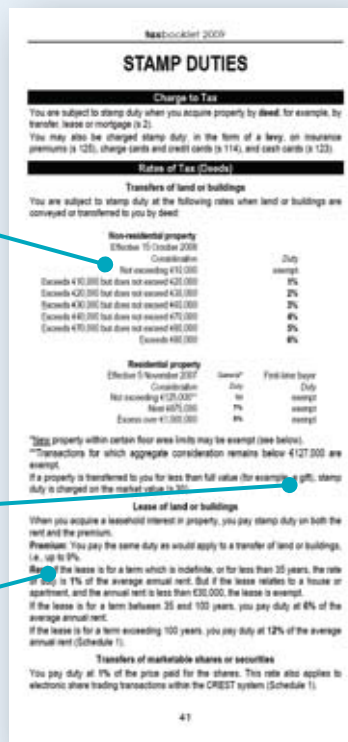 taxbooklet 2009
STAMP DUTIES
Charge to Tax
You are subject to stamp duty when you acquire property by deed, for example, by
transfer, lease or mortgage (s 2).
You may also be charged stamp duty, in the form of a levy, on insurance
premiums (s 125), charge cards and credit cards (s 114), and cash cards (s 123).
Rates of Tax (Deeds)
Transfers of land or buildings
You are subject to stamp duty at the following rates when land or buildings are
conveyed or transferred to you by deed:
Non-residential property
Effective 15 October 2008
Consideration Duty
Not exceeding €10,000 exempt
Exceeds €10,000 but does not exceed €20,000 1%
Exceeds €20,000 but does not exceed €30,000 2%
Exceeds €30,000 but does not exceed €40,000 3%
Exceeds €40,000 but does not exceed €70,000 4%
Exceeds €70,000 but does not exceed €80,000 5%
Exceeds €80,000 6%
Residential property
Effective 5 November 2007 General* First-time buyer
Consideration Duty Duty
Not exceeding €125,000** exempt
Next €875,000 7% exempt
Excess over €1,000,000 exempt
*New property within certain floor area limits may be exempt (see below).
**Transactions for which aggregate consideration remains below €127,000 are
exempt.
If a property is transferred to you for less than full value (for example, a gift), stamp
duty is charged on the market value (s 30).
Lease of land or buildings
When you acquire a leasehold interest in property, you pay stamp duty on both the
rent and the premium.
Premium: You pay the same duty as would apply to a transfer of land or buildings,
i.e., up to 9%.
if the lease is for a term which is indefinite, or for less than 35 years, the rate
of is 1% of the average annual rent. But if the lease relates to a house or
apartment, and the annual rent is less than €30,000, the lease is exempt.
If the lease is for a term between 35 and 100 years, you pay duty at 6% of the
average annual rent.
If the lease is for a term exceeding 100 years, you pay duty at 12% of the average
annual rent (Schedule 1).
Transfers of marketable shares or securities
You pay duty at 1% of the price paid for the shares. This rate also applies to
electronic share trading transactions within the CREST system (Schedule 1).
41